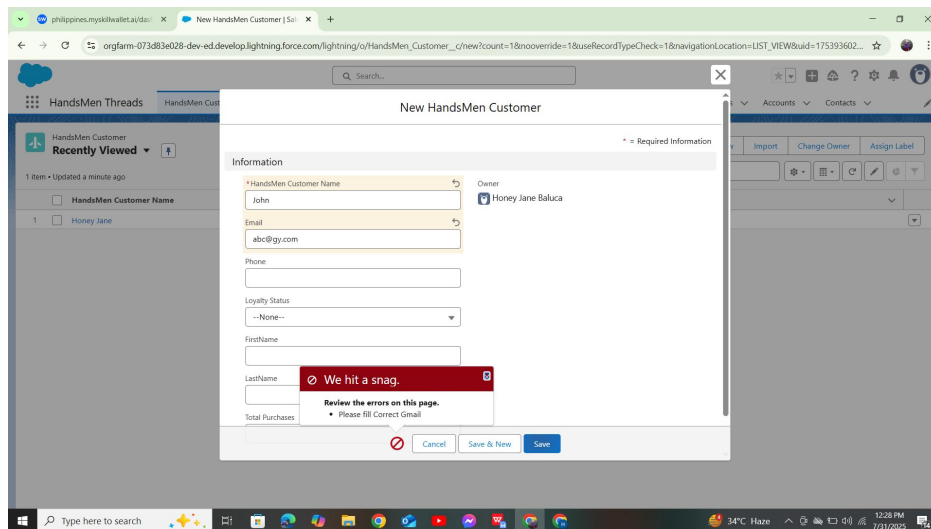 philippines.myskillwallet.ai/das
New HandsMen Customer | Sal
orgfarm-073d83e028-dev-ed.develop.lightning.force.com/lightning/o/HandsMen_Customer__c/new?count=1&nooverride=1&useRecordTypeCheck=1&navigationLocation=LIST_VIEW&uid=175393602...
Search...
HandsMen Threads
HandsMen Cust
Accounts
Contacts
New HandsMen Customer
HandsMen Customer
Recently Viewed
Import
Change Owner
Assign Label
* = Required Information
Information
1 item • Updated a minute ago
*HandsMen Customer Name
John
Owner
Honey Jane Baluca
HandsMen Customer Name
1
Honey Jane
Email
abc@gy.com
Phone
Loyalty Status
--None--
FirstName
LastName
We hit a snag.
Review the errors on this page.
• Please fill Correct Gmail
Total Purchases
Cancel
Save & New
Save
Type here to search
34°C Haze
12:28 PM
7/31/2025